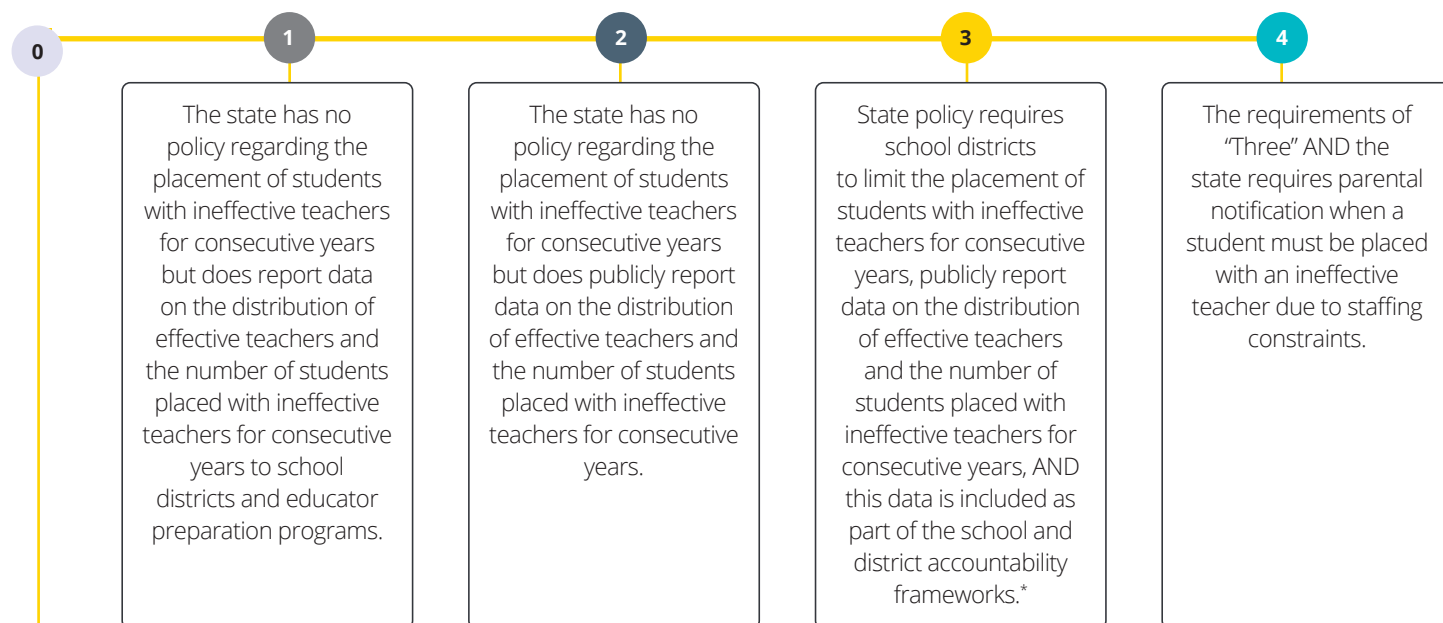 0
1
2
3
4
The state has no
policy regarding the
placement of students
with ineffective teachers
for consecutive years
but does report data
on the distribution of
effective teachers and
the number of students
placed with ineffective
teachers for consecutive
years to school
districts and educator
preparation programs.
The state has no
policy regarding the
placement of students
with ineffective teachers
for consecutive years
but does publicly report
data on the distribution
of effective teachers and
the number of students
placed with ineffective
teachers for consecutive
years.
State policy requires
school districts
to limit the placement of
students with ineffective
teachers for consecutive
years, publicly report
data on the distribution
of effective teachers
and the number of
students placed with
ineffective teachers for
consecutive years, AND
this data is included as
part of the school and
district accountability
frameworks.*
The requirements of
“Three” AND the
state requires parental
notification when a
student must be placed
with an ineffective
teacher due to staffing
constraints.